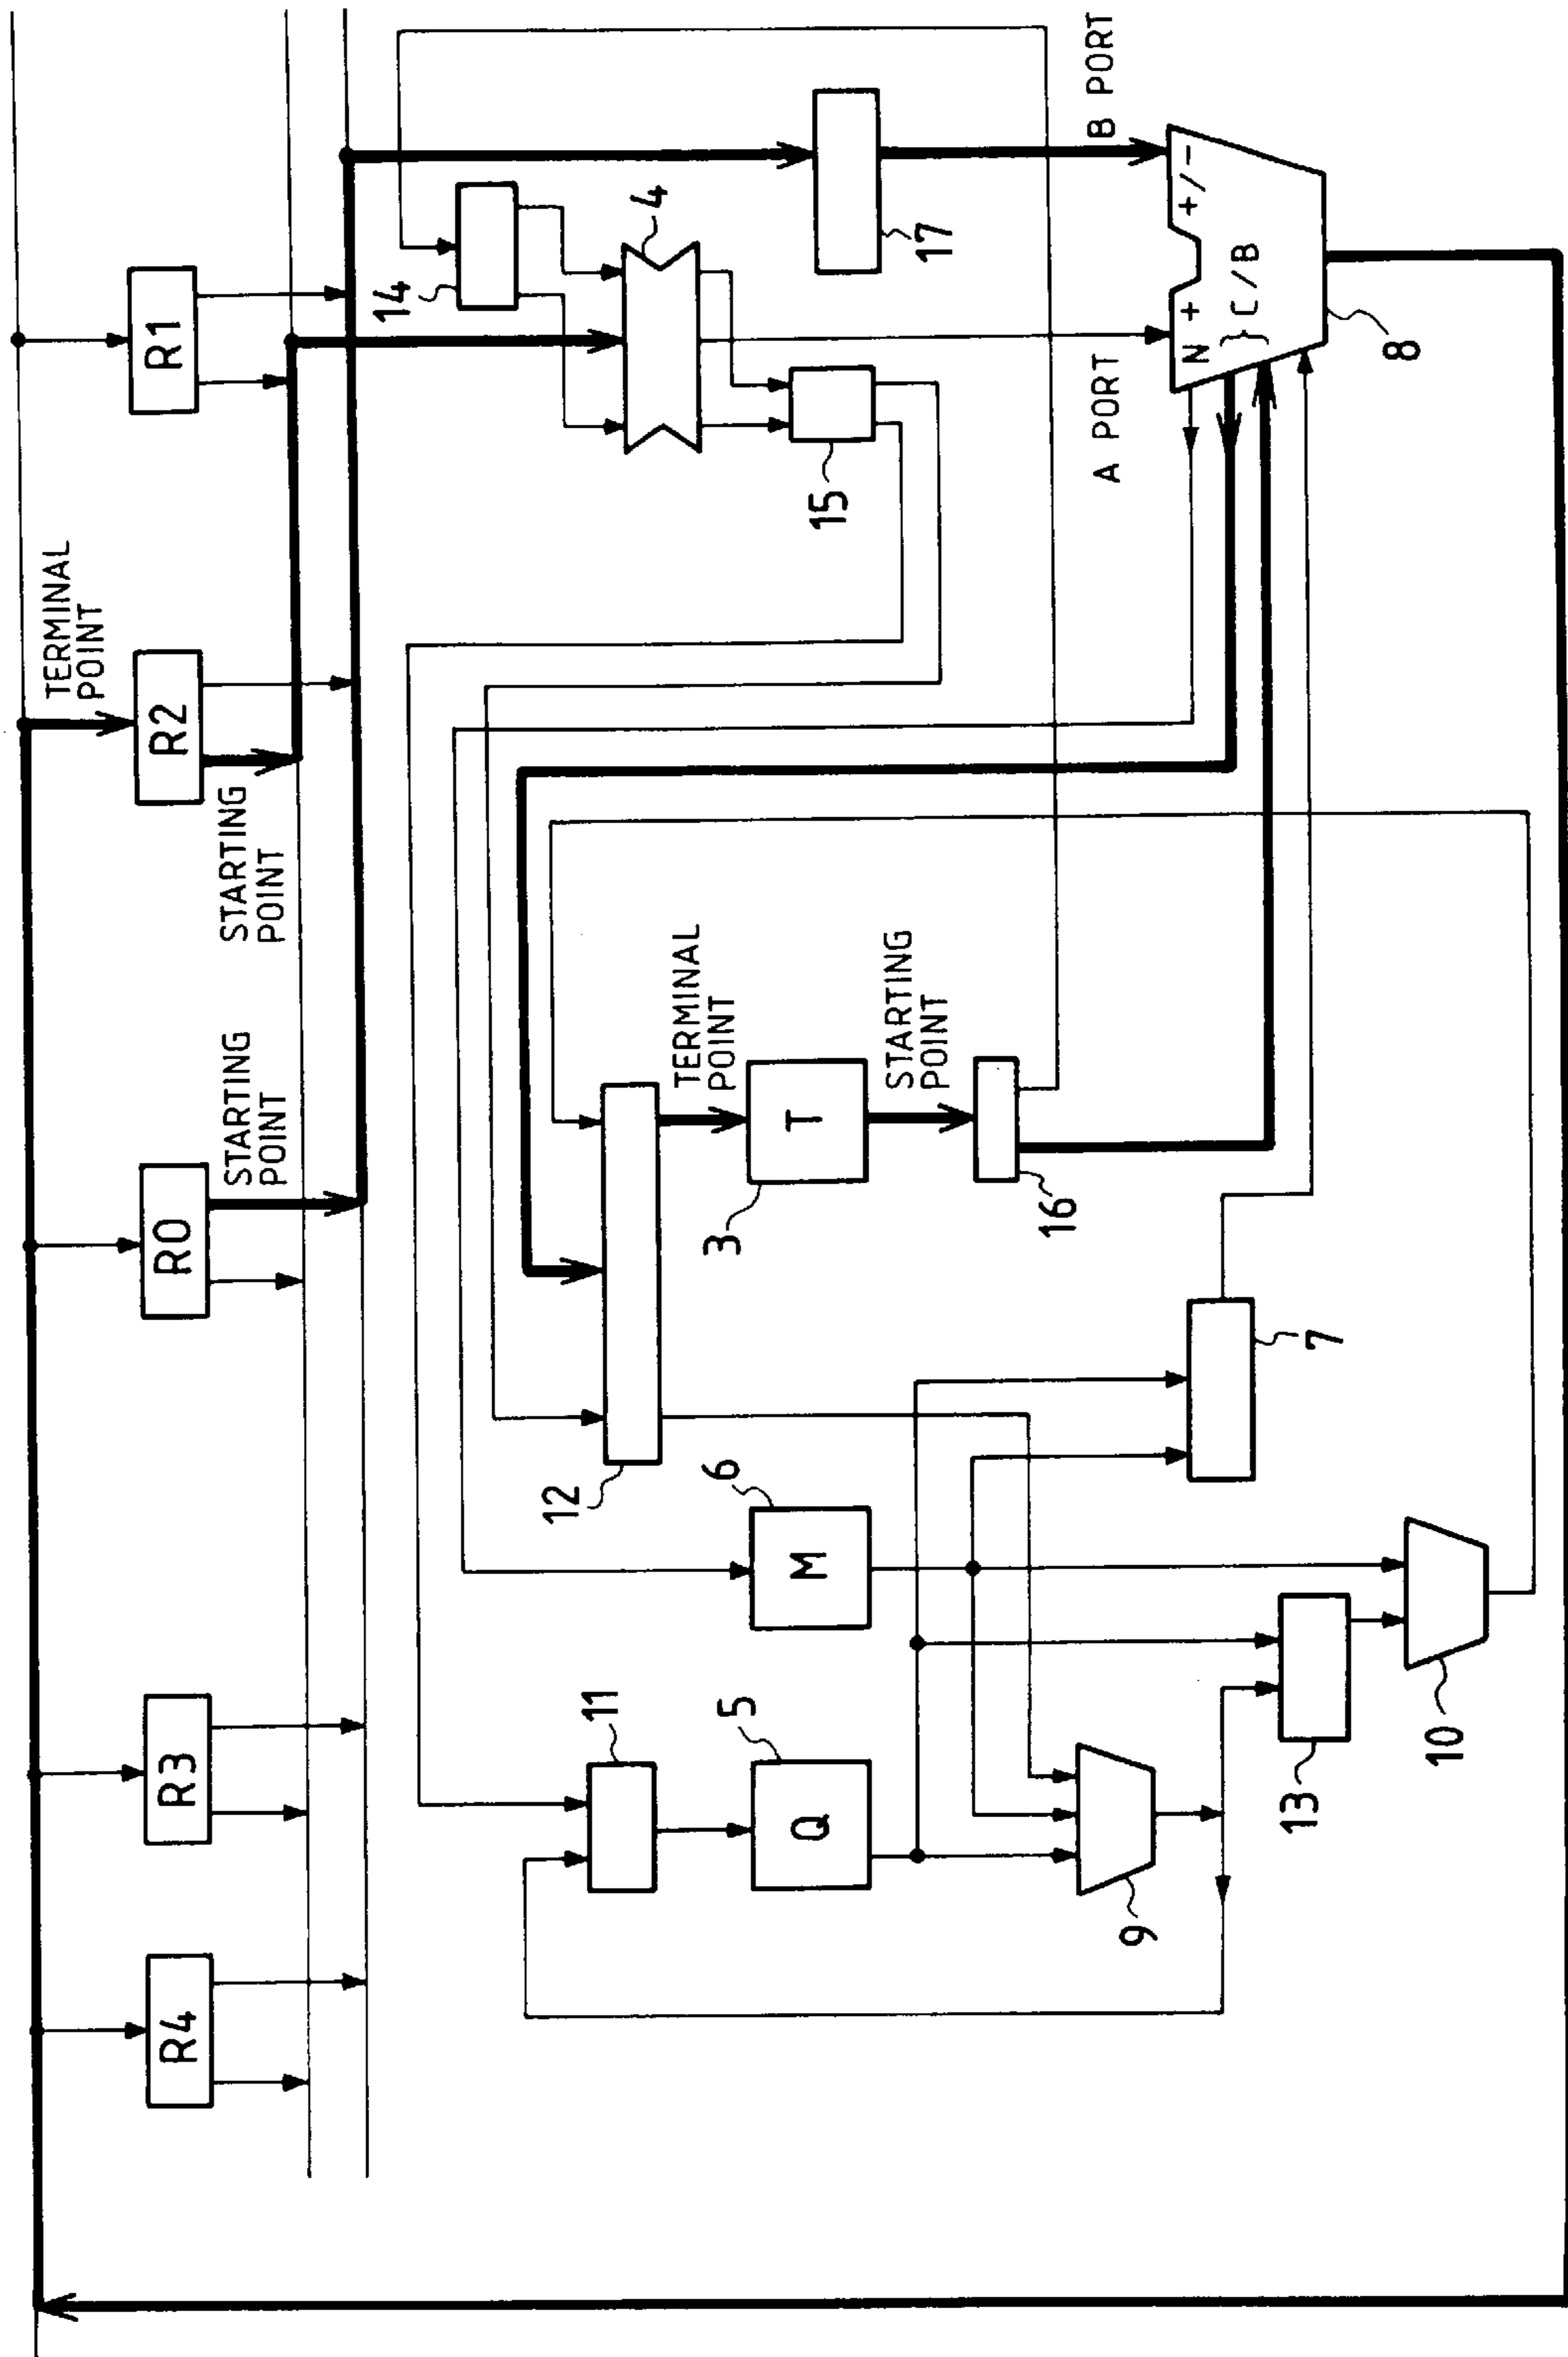 R4
R3
R0
R2
R1
TERMINAL
POINT
STARTING
POINT
STARTING
POINT
14
4
17
15
A PORT
B PORT
N + +/-
} C/B
8
12
TERMINAL
POINT
T
3
STARTING
POINT
16
6
M
7
11
5
Q
9
13
10